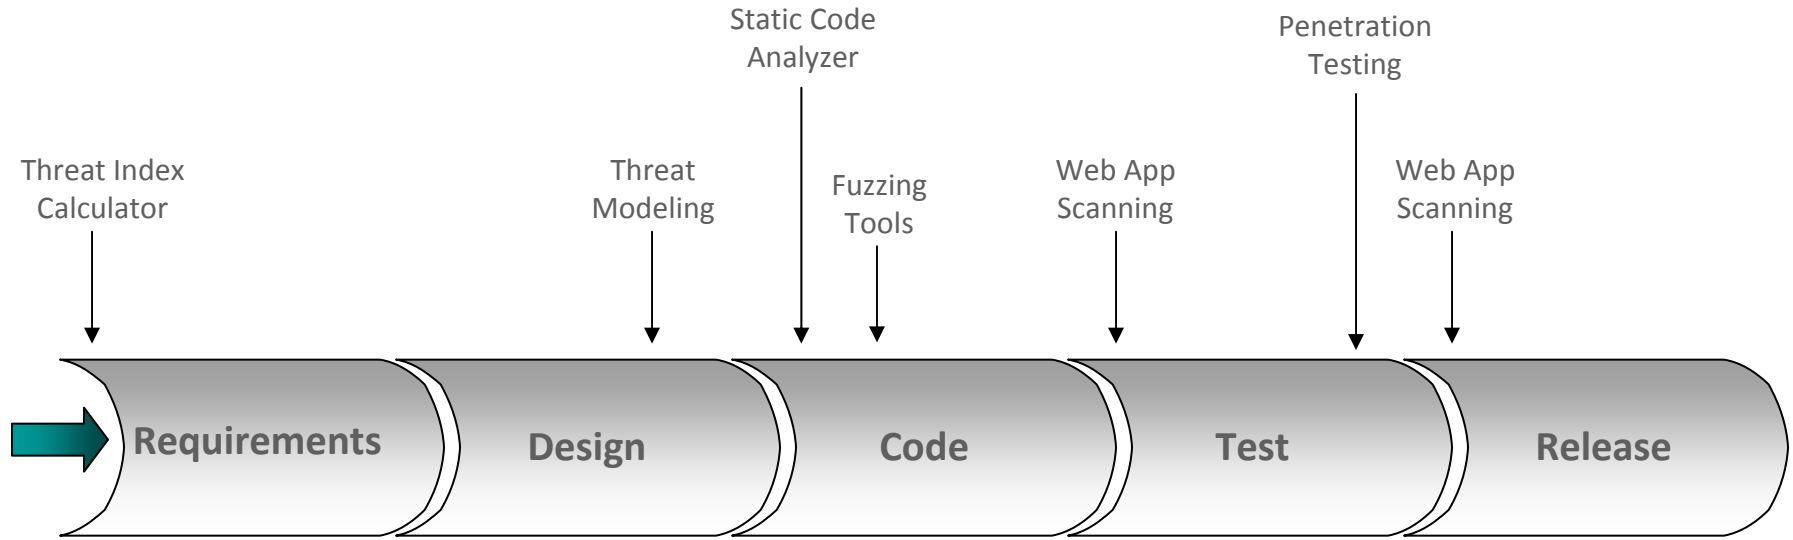 Static Code
Analyzer
Penetration
Testing
Threat Index
Calculator
Threat
Modeling
Fuzzing
Tools
Web App
Scanning
Web App
Scanning
Requirements
Design
Code
Test
Release